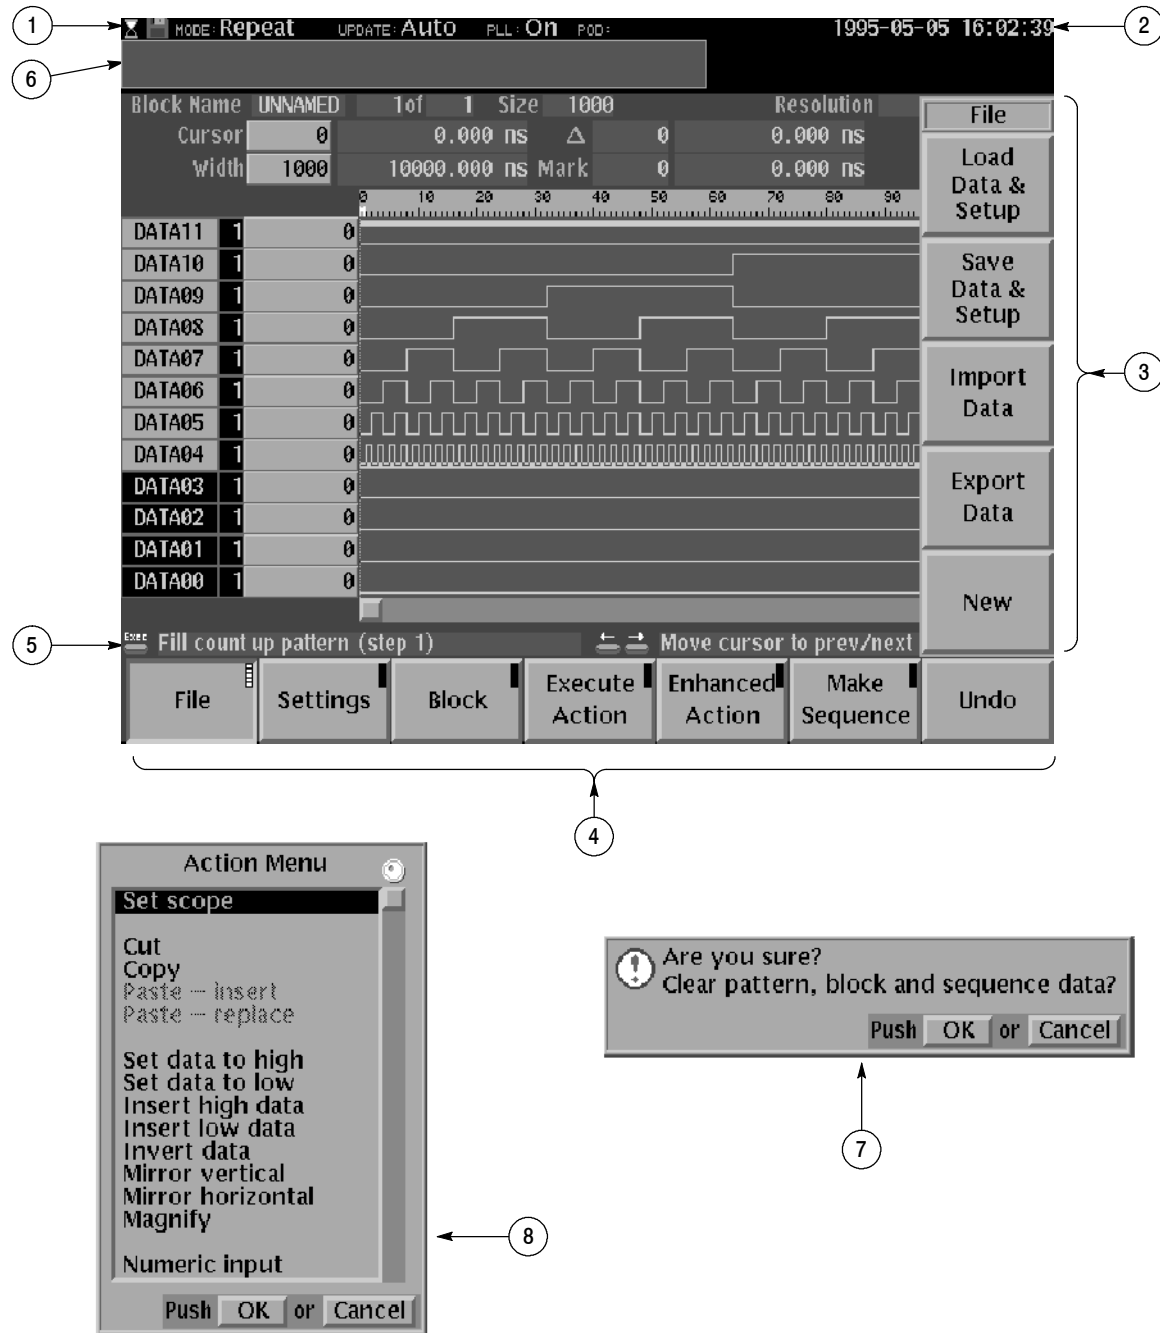 1
MODE: Repeat UPDATE: Auto PLL: On POD: 1995-05-05 16:02:39
2
6
Block Name UNNAMED 1of 1 Size 1000 Resolution
Cursor 0 0.000 ns Δ 0 0.000 ns
Width 1000 10000.000 ns Mark 0 0.000 ns
0 10 20 30 40 50 60 70 80 90
DATA11 1 0
DATA10 1 0
DATA09 1 0
DATA08 1 0
DATA07 1 0
DATA06 1 0
DATA05 1 0
DATA04 1 0
DATA03 1 0
DATA02 1 0
DATA01 1 0
DATA00 1 0
File
Load
Data &
Setup
Save
Data &
Setup
Import
Data
Export
Data
New
3
5
Exec Fill count up pattern (step 1) ← → Move cursor to prev/next
File
Settings
Block
Execute
Action
Enhanced
Action
Make
Sequence
Undo
4
Action Menu
Set scope
Cut
Copy
Paste – insert
Paste – replace
Set data to high
Set data to low
Insert high data
Insert low data
Invert data
Mirror vertical
Mirror horizontal
Magnify
Numeric input
Push OK or Cancel
8
Are you sure?
Clear pattern, block and sequence data?
Push OK or Cancel
7